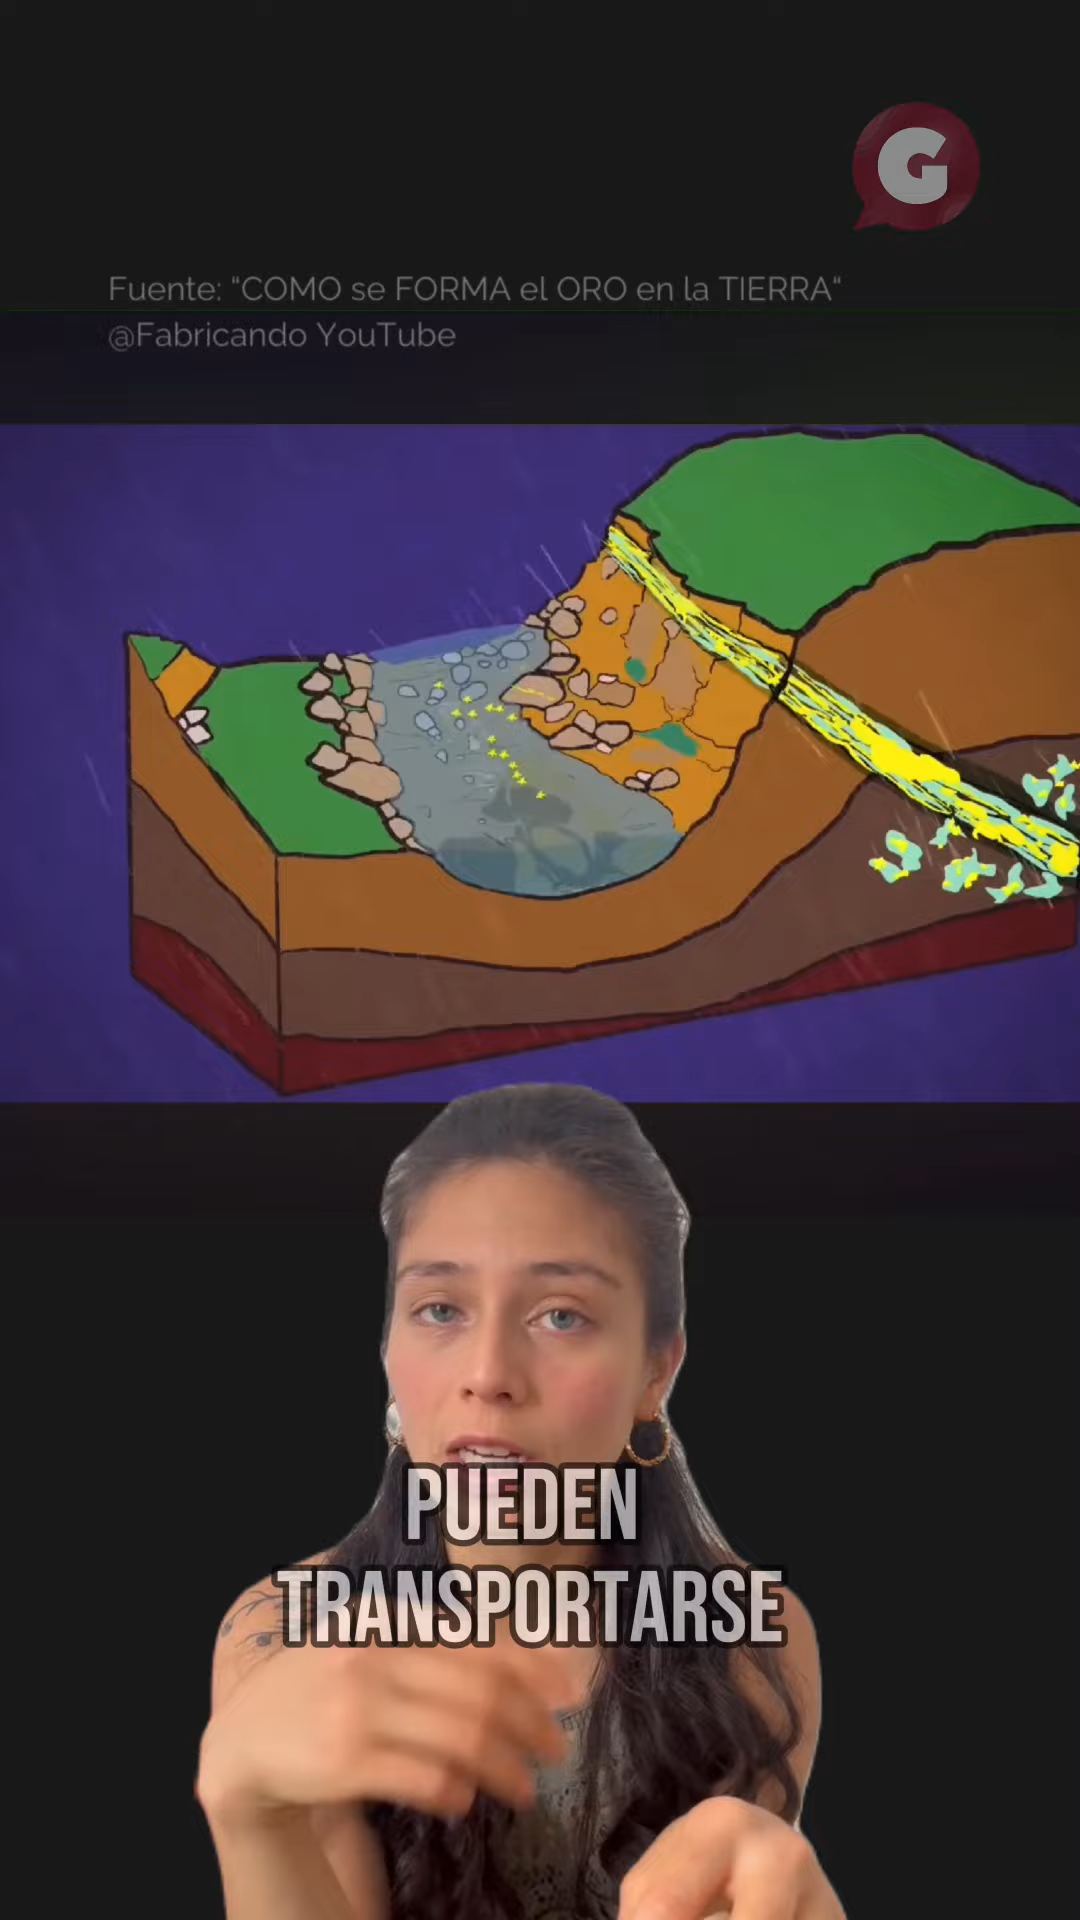 G
Fuente: "COMO se FORMA el ORO en la TIERRA"
@Fabricando YouTube
PUEDEN
TRANSPORTARSE